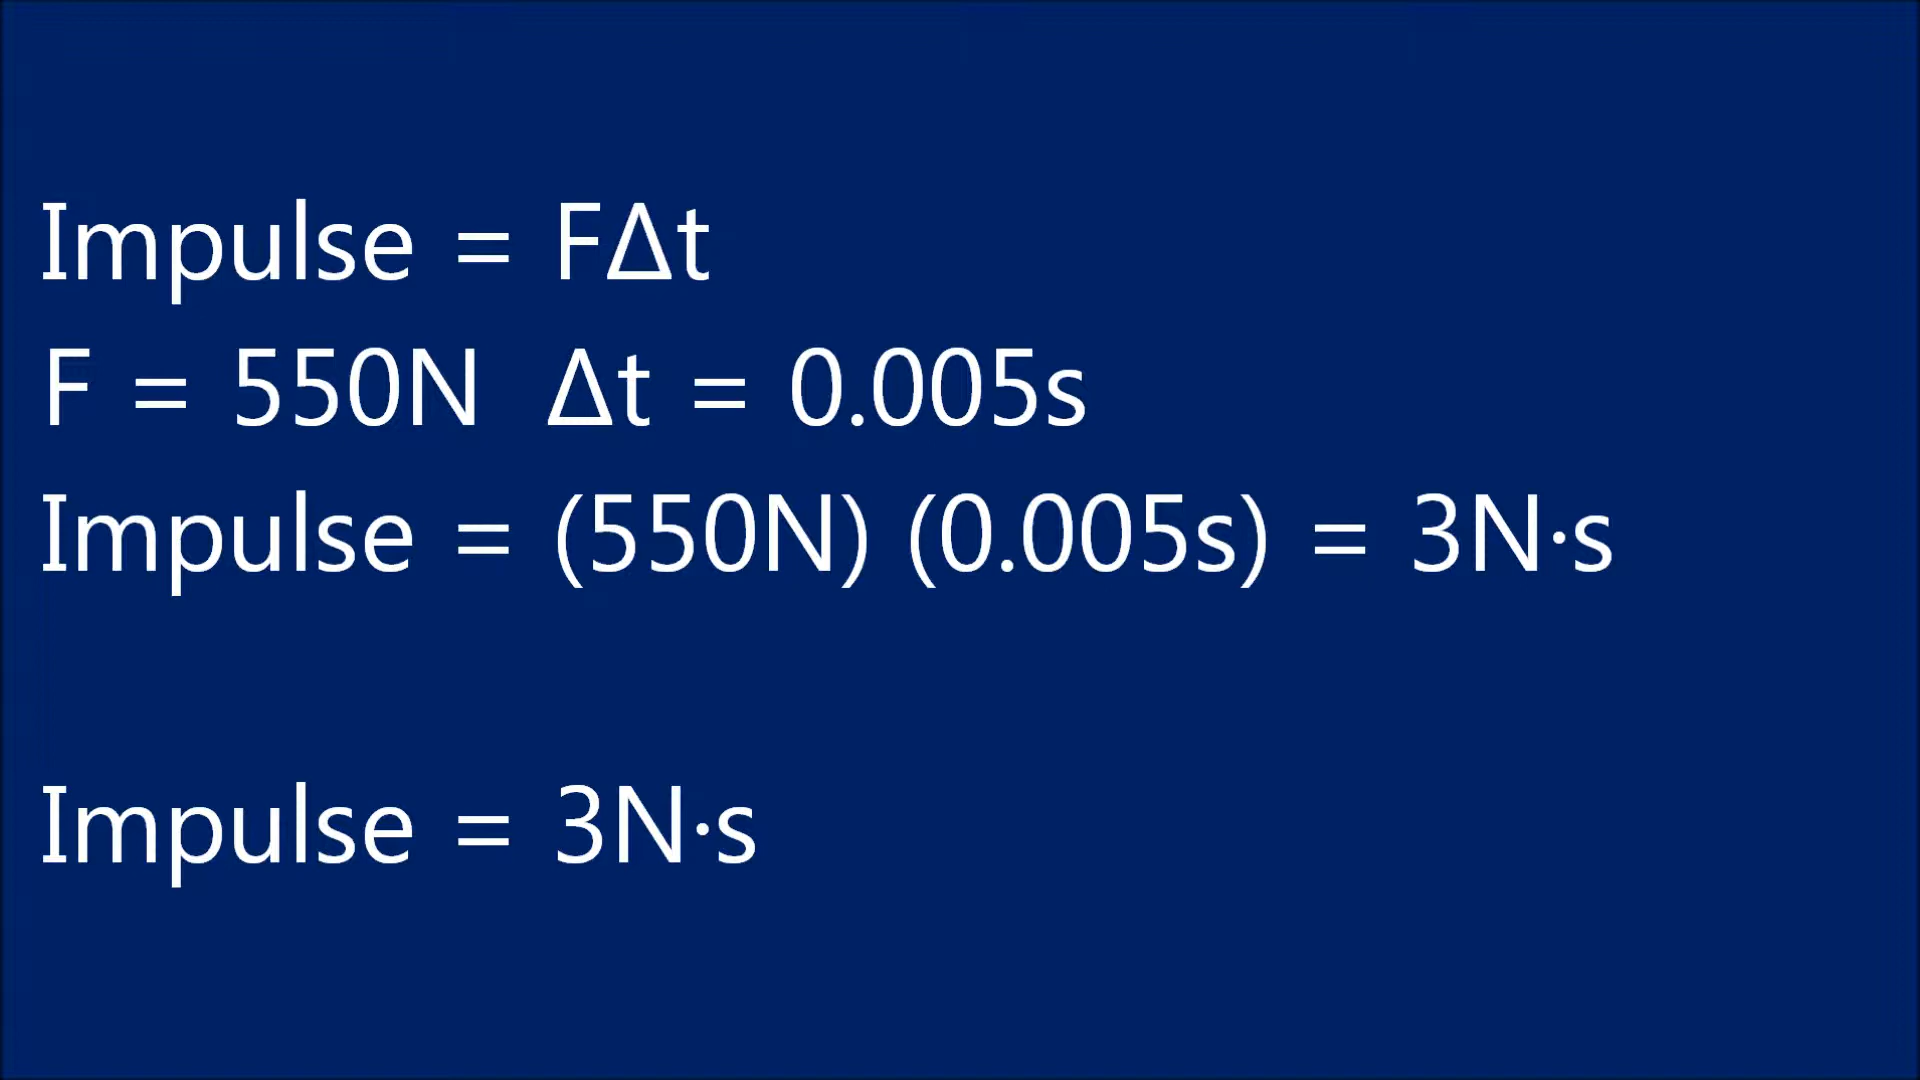 Impulse = FΔt
F = 550N Δt = 0.005s
Impulse = (550N) (0.005s) = 3N·s
Impulse = 3N·s